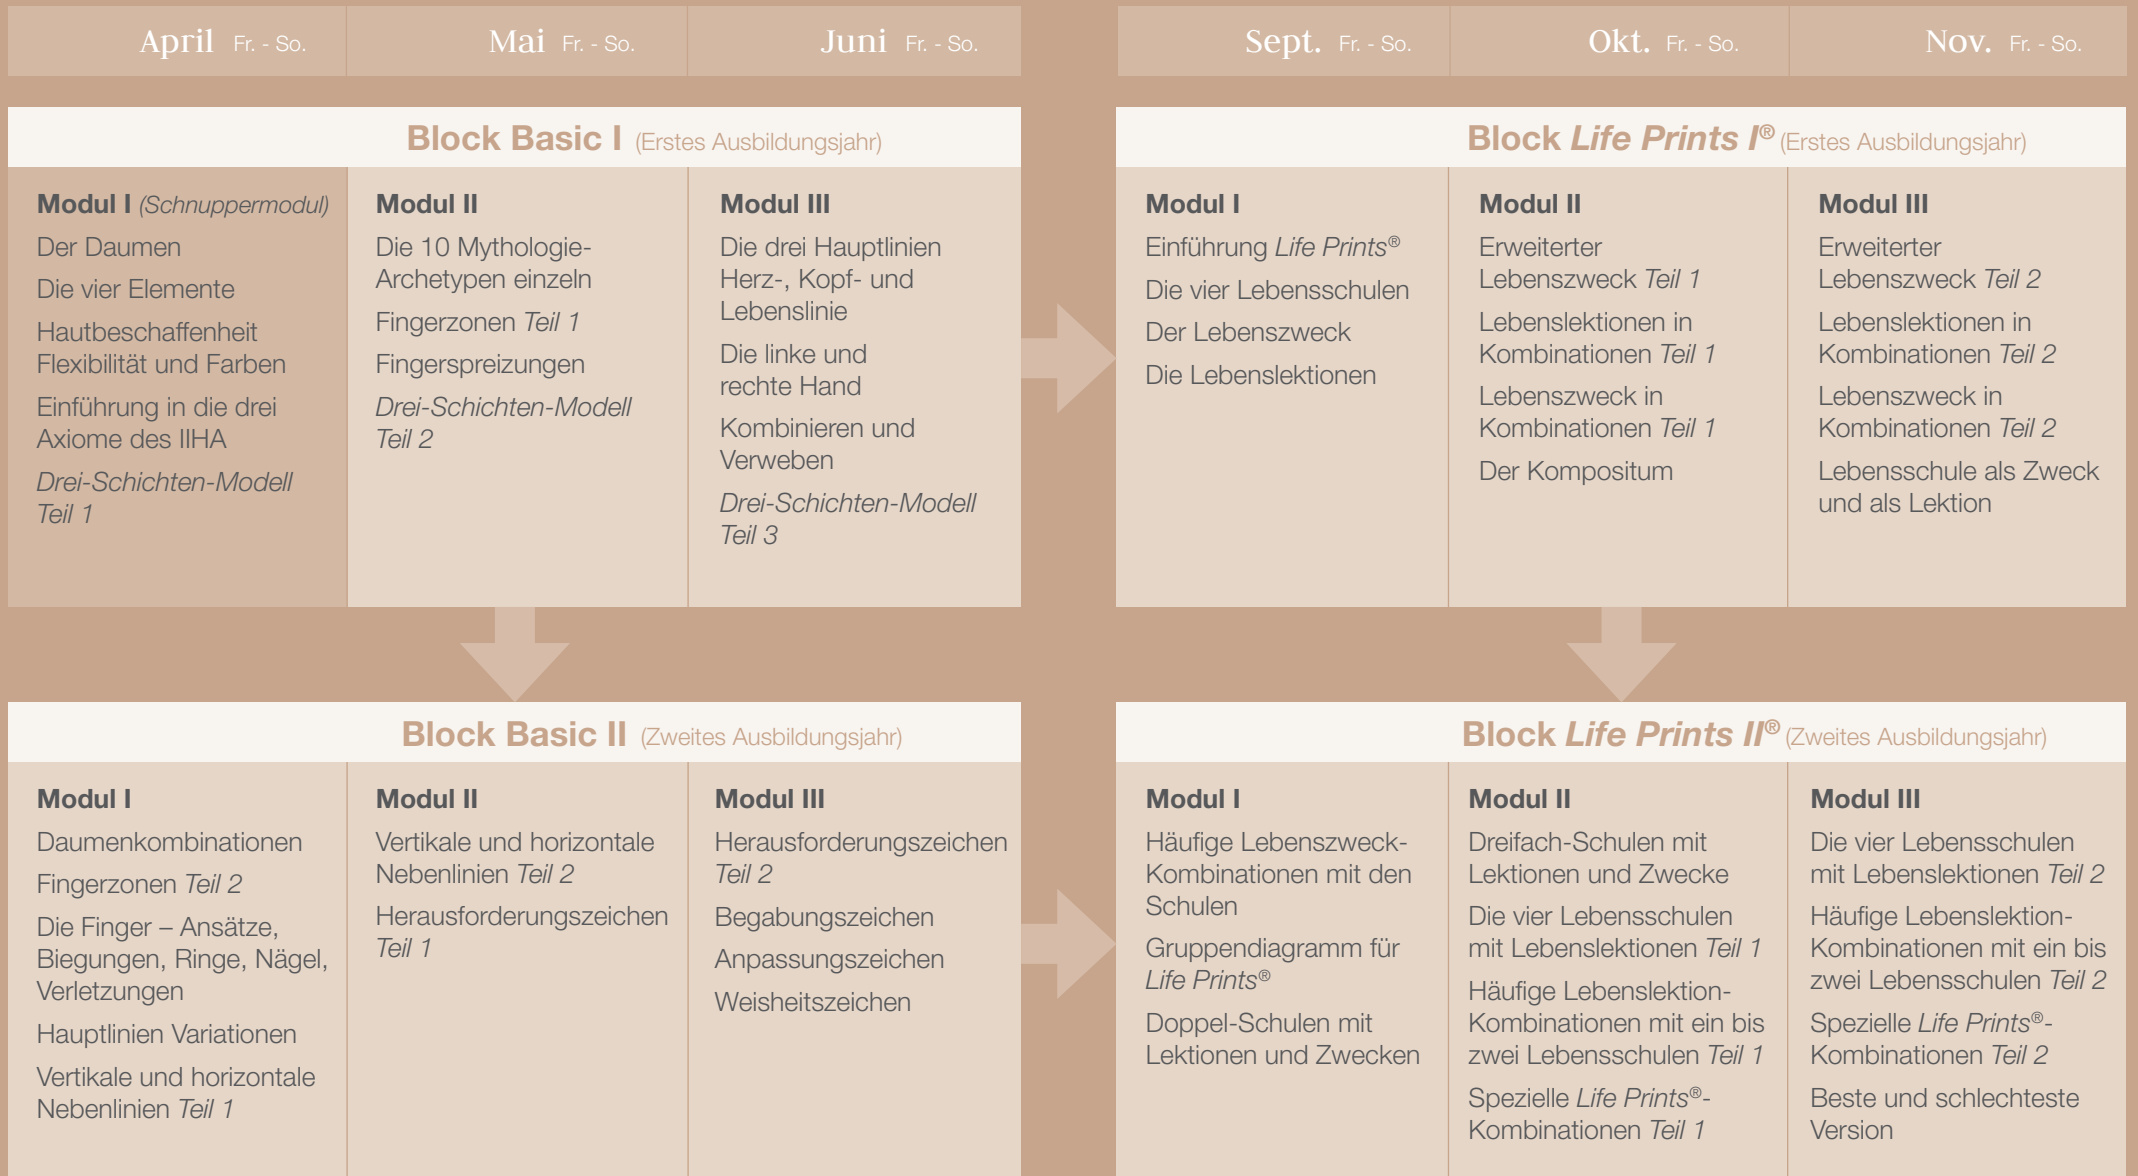 April Fr. - So.
Mai Fr. - So.
Juni Fr. - So.
Sept. Fr. - So.
Okt. Fr. - So.
Nov. Fr. - So.
Block Basic I (Erstes Ausbildungsjahr)
Modul I (Schnuppermodul)
Der Daumen
Die vier Elemente
Hautbeschaffenheit
Flexibilität und Farben
Einführung in die drei
Axiome des IIHA
Drei-Schichten-Modell
Teil 1
Modul II
Die 10 Mythologie-
Archetypen einzeln
Fingerzonen Teil 1
Fingerspreizungen
Drei-Schichten-Modell
Teil 2
Modul III
Die drei Hauptlinien
Herz-, Kopf- und
Lebenslinie
Die linke und
rechte Hand
Kombinieren und
Verweben
Drei-Schichten-Modell
Teil 3
Block Life Prints I® (Erstes Ausbildungsjahr)
Modul I
Einführung Life Prints®
Die vier Lebensschulen
Der Lebenszweck
Die Lebenslektionen
Modul II
Erweiterter
Lebenszweck Teil 1
Lebenslektionen in
Kombinationen Teil 1
Lebenszweck in
Kombinationen Teil 1
Der Kompositum
Modul III
Erweiterter
Lebenszweck Teil 2
Lebenslektionen in
Kombinationen Teil 2
Lebenszweck in
Kombinationen Teil 2
Lebensschule als Zweck
und als Lektion
Block Basic II (Zweites Ausbildungsjahr)
Modul I
Daumenkombinationen
Fingerzonen Teil 2
Die Finger – Ansätze,
Biegungen, Ringe, Nägel,
Verletzungen
Hauptlinien Variationen
Vertikale und horizontale
Nebenlinien Teil 1
Modul II
Vertikale und horizontale
Nebenlinien Teil 2
Herausforderungszeichen
Teil 1
Modul III
Herausforderungszeichen
Teil 2
Begabungszeichen
Anpassungszeichen
Weisheitszeichen
Block Life Prints II® (Zweites Ausbildungsjahr)
Modul I
Häufige Lebenszweck-
Kombinationen mit den
Schulen
Gruppendiagramm für
Life Prints®
Doppel-Schulen mit
Lektionen und Zwecken
Modul II
Dreifach-Schulen mit
Lektionen und Zwecke
Die vier Lebensschulen
mit Lebenslektionen Teil 1
Häufige Lebenslektion-
Kombinationen mit ein bis
zwei Lebensschulen Teil 1
Spezielle Life Prints®-
Kombinationen Teil 1
Modul III
Die vier Lebensschulen
mit Lebenslektionen Teil 2
Häufige Lebenslektion-
Kombinationen mit ein bis
zwei Lebensschulen Teil 2
Spezielle Life Prints®-
Kombinationen Teil 2
Beste und schlechteste
Version